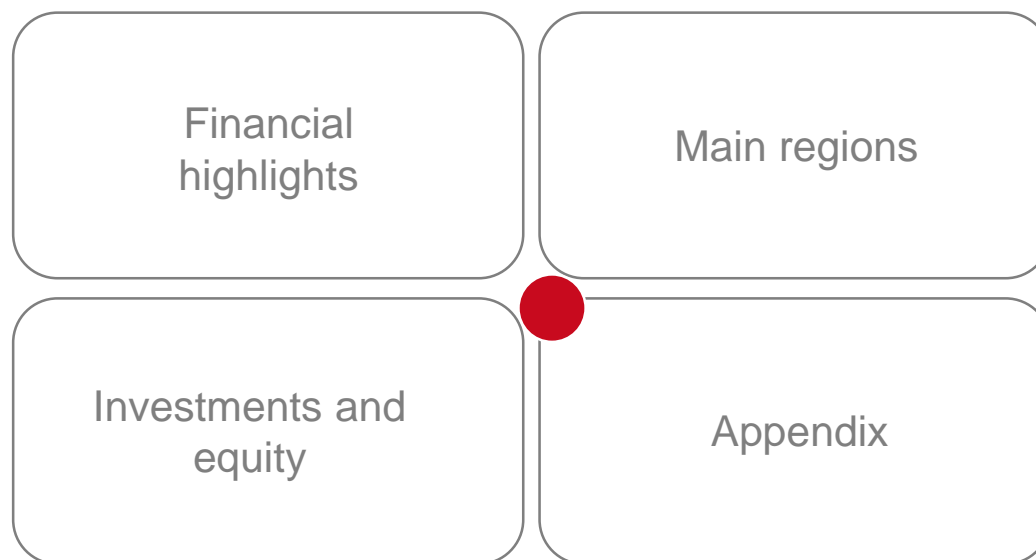 Financial
highlights
Main regions
Investments and
equity
Appendix